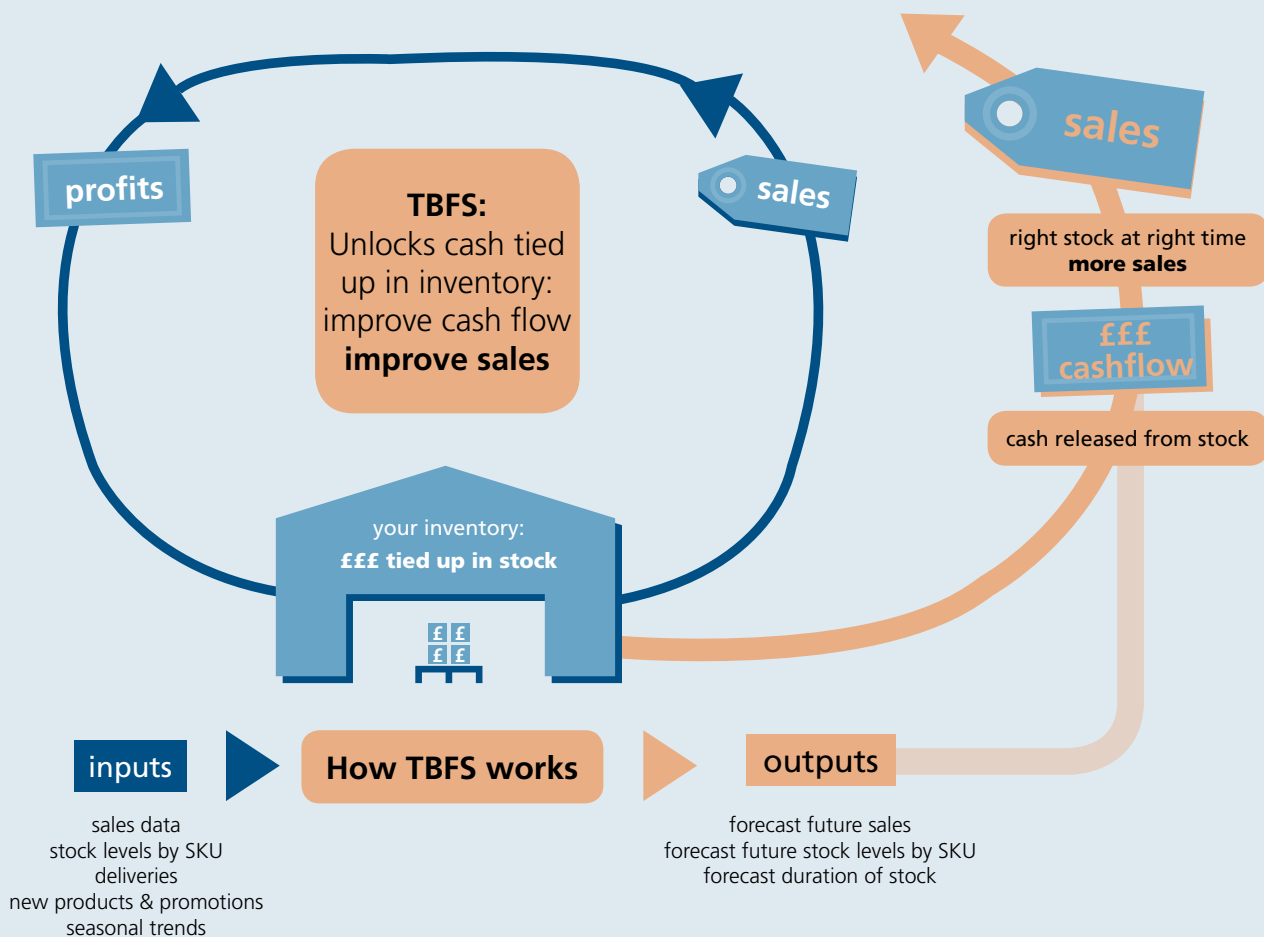 profits
TBFS:
Unlocks cash tied
up in inventory:
improve cash flow
improve sales
sales
sales
right stock at right time
more sales
£££
cashflow
cash released from stock
your inventory:
£££ tied up in stock
£ £
£ £
inputs
How TBFS works
outputs
sales data
stock levels by SKU
deliveries
new products & promotions
seasonal trends
forecast future sales
forecast future stock levels by SKU
forecast duration of stock